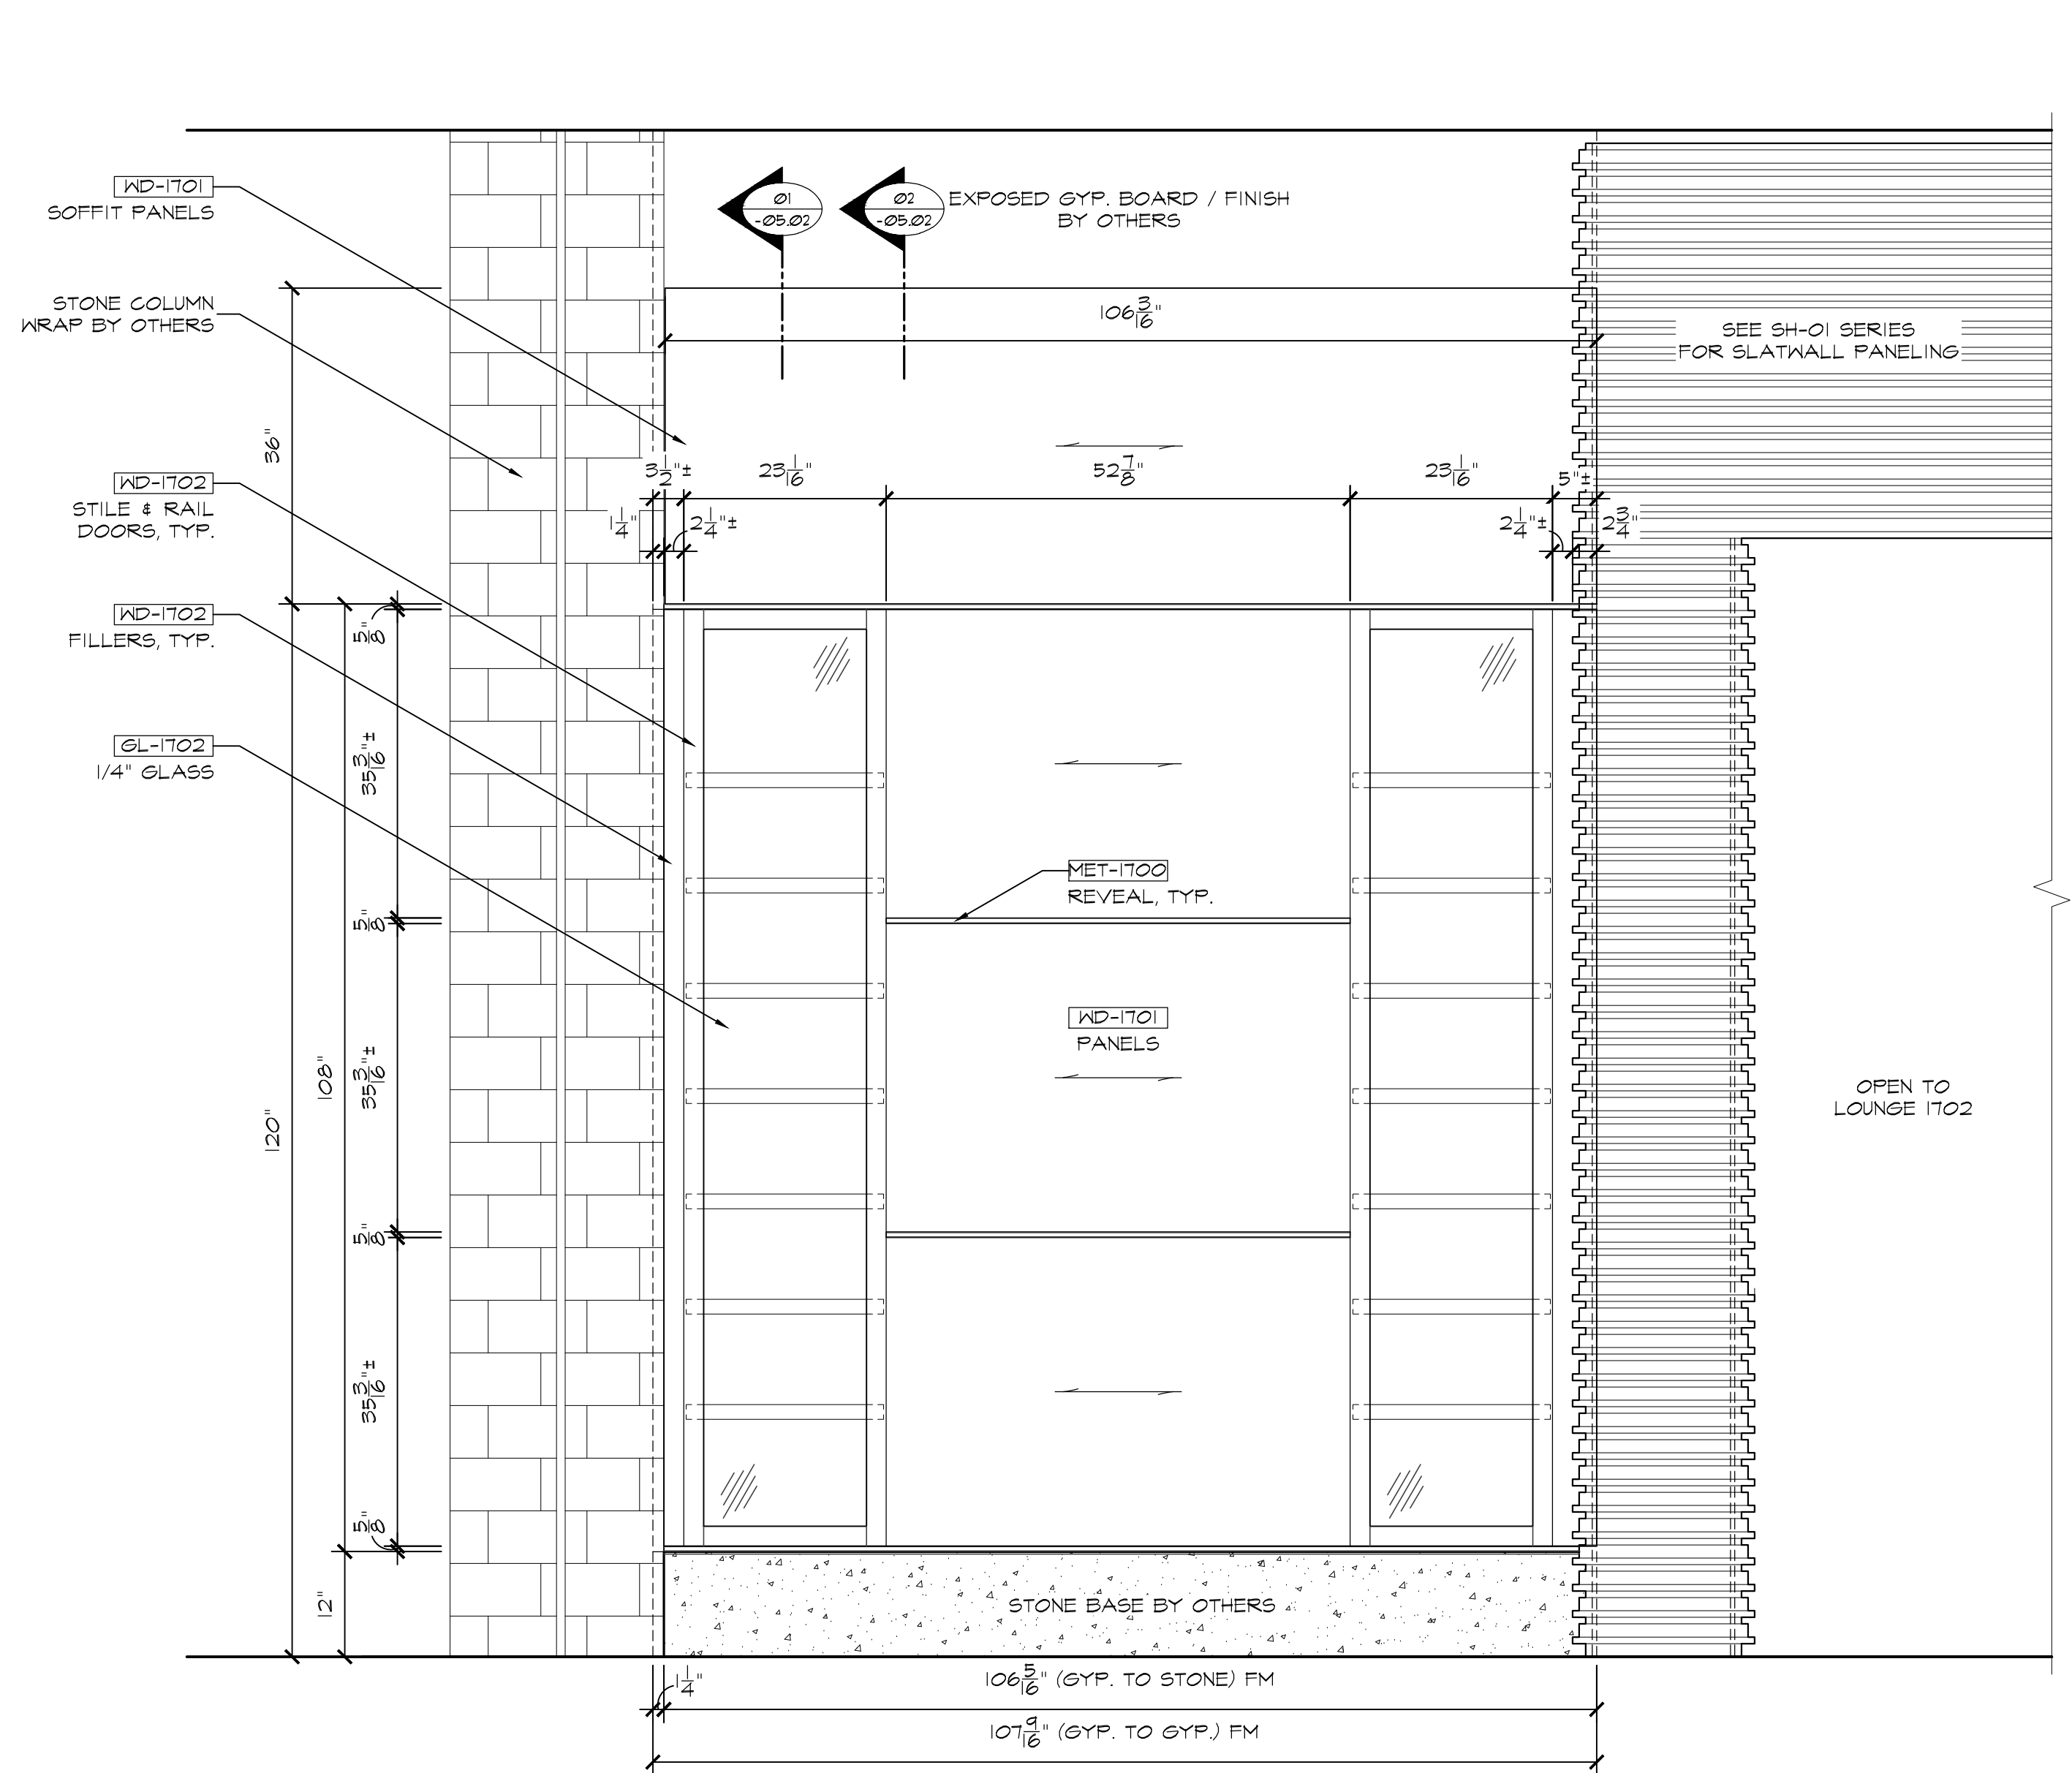 WD-1701
SOFFIT PANELS
Ø1
-Ø5.Ø2
Ø2
-Ø5.Ø2
EXPOSED GYP. BOARD / FINISH
BY OTHERS
STONE COLUMN
WRAP BY OTHERS
106 3/16"
SEE SH-01 SERIES
FOR SLATWALL PANELING
36"
3 1/2"±
23 1/16"
52 7/8"
23 1/16"
5"±
1 1/4"
2 1/4"±
2 1/4"±
2 3/4"
WD-1702
STILE & RAIL
DOORS, TYP.
WD-1702
FILLERS, TYP.
5/8"
GL-1702
1/4" GLASS
35 3/16"±
MET-1700
REVEAL, TYP.
5/8"
WD-1701
PANELS
120"
108"
35 3/16"±
OPEN TO
LOUNGE 1702
5/8"
35 3/16"±
5/8"
12"
STONE BASE BY OTHERS
1 1/4"
106 5/16" (GYP. TO STONE) FM
107 9/16" (GYP. TO GYP.) FM